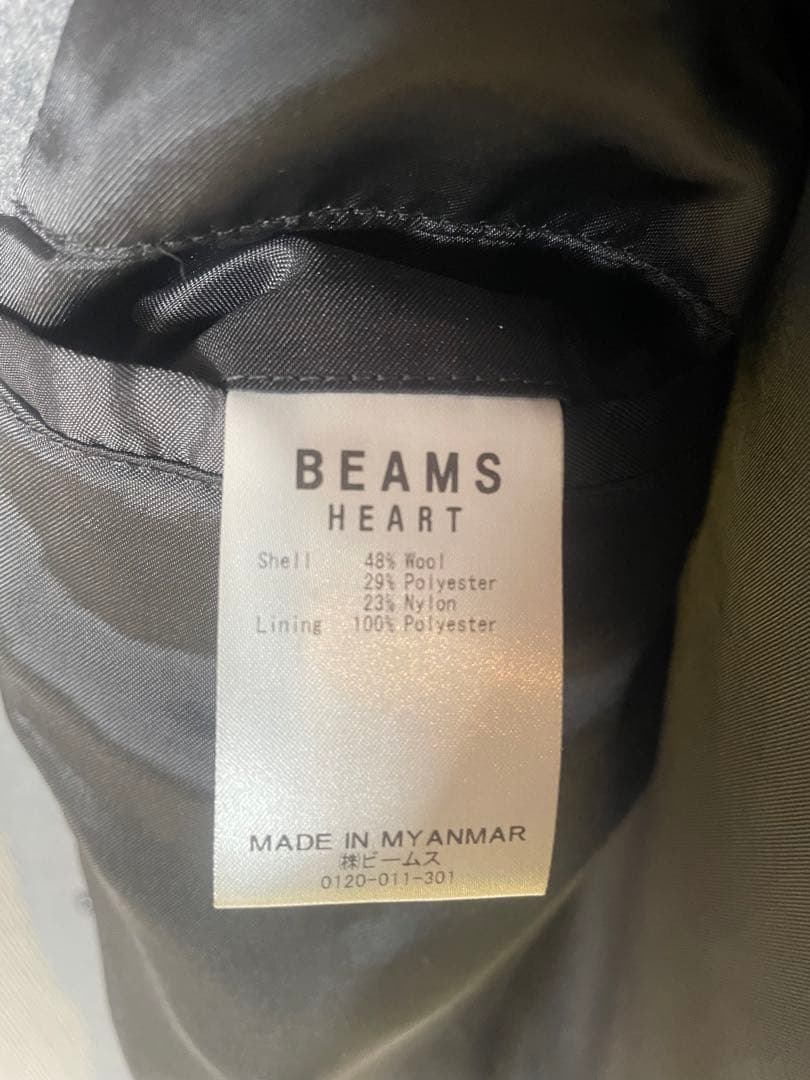 BEAMS
HEART
Shell 48% Wool
29% Polyester
23% Nylon
Lining 100% Polyester
MADE IN MYANMAR
㈱ビームス
0120-011-301